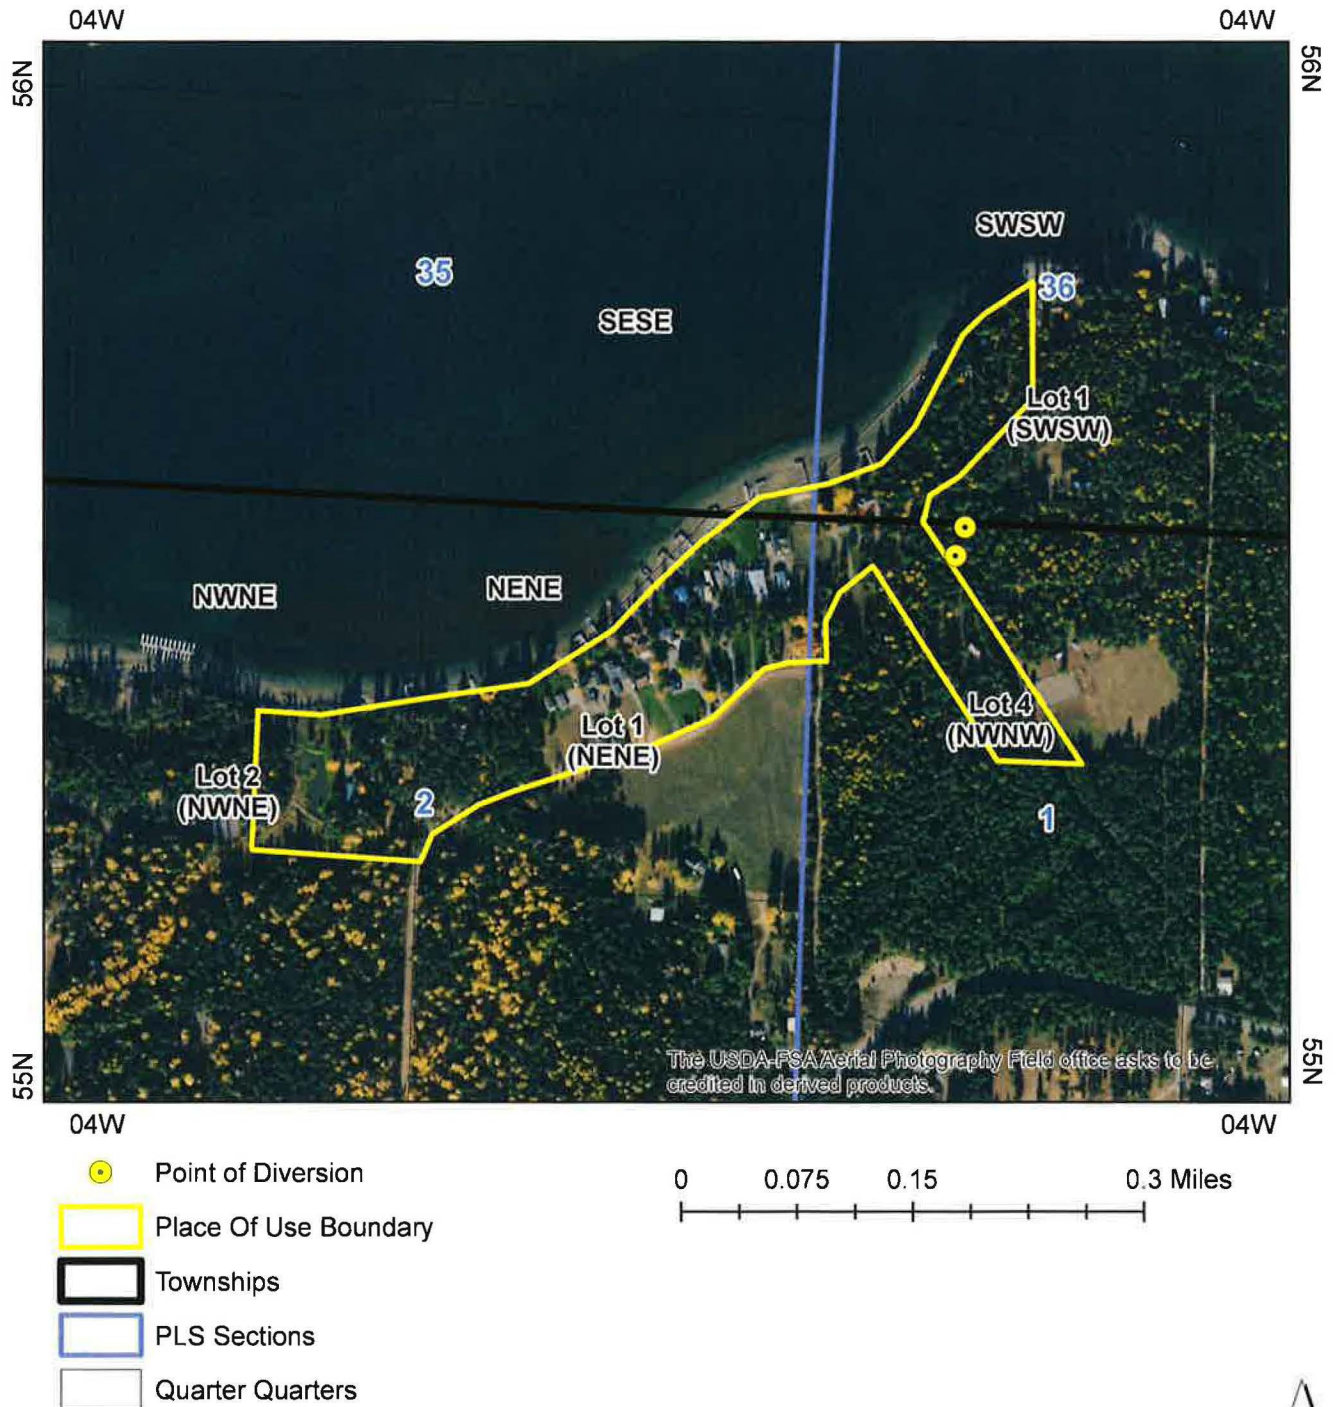 04W
04W
56N
56N
SWSW
35
36
SESE
Lot 1
(SWSW)
NWNE
NENE
Lot 4
(NWNW)
Lot 1
(NENE)
Lot 2
(NWNE)
2
1
The USDA-FSA Aerial Photography Field office asks to be
credited in derived products.
55N
55N
04W
04W
Point of Diversion
0 0.075 0.15 0.3 Miles
Place Of Use Boundary
Townships
PLS Sections
Quarter Quarters